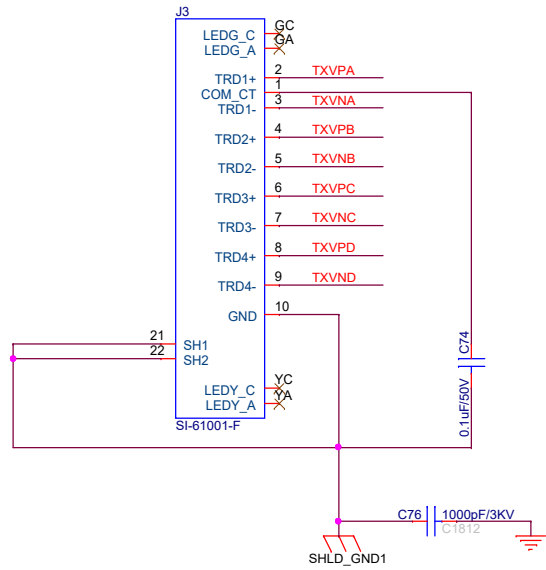 J3
LEDG_C GC
LEDG_A GA
TRD1+ 2 TXVPA
COM_CT 1
TRD1- 3 TXVNA
TRD2+ 4 TXVPB
TRD2- 5 TXVNB
TRD3+ 6 TXVPC
TRD3- 7 TXVNC
TRD4+ 8 TXVPD
TRD4- 9 TXVND
GND 10
21 SH1
22 SH2
C74
0.1uF/50V
LEDY_C YC
LEDY_A YA
SI-61001-F
C76 1000pF/3KV
C1812
SHLD_GND1